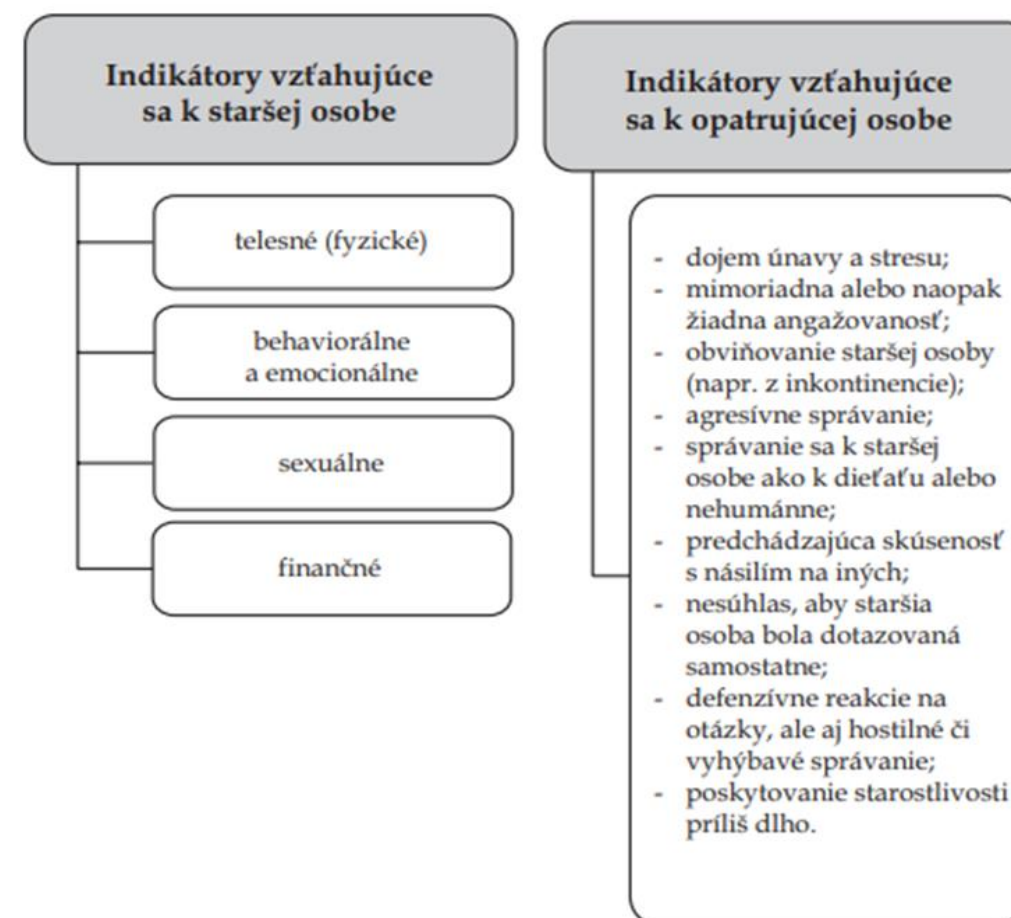 Indikátory vzťahujúce
sa k staršej osobe
telesné (fyzické)
behaviorálne
a emocionálne
sexuálne
finančné
Indikátory vzťahujúce
sa k opatrujúcej osobe
- dojem únavy a stresu;
- mimoriadna alebo naopak
žiadna angažovanosť;
- obviňovanie staršej osoby
(napr. z inkontinencie);
- agresívne správanie;
- správanie sa k staršej
osobe ako k dieťaťu alebo
nehumánne;
- predchádzajúca skúsenosť
s násilím na iných;
- nesúhlas, aby staršia
osoba bola dotazovaná
samostatne;
- defenzívne reakcie na
otázky, ale aj hostilné či
vyhýbavé správanie;
- poskytovanie starostlivosti
príliš dlho.